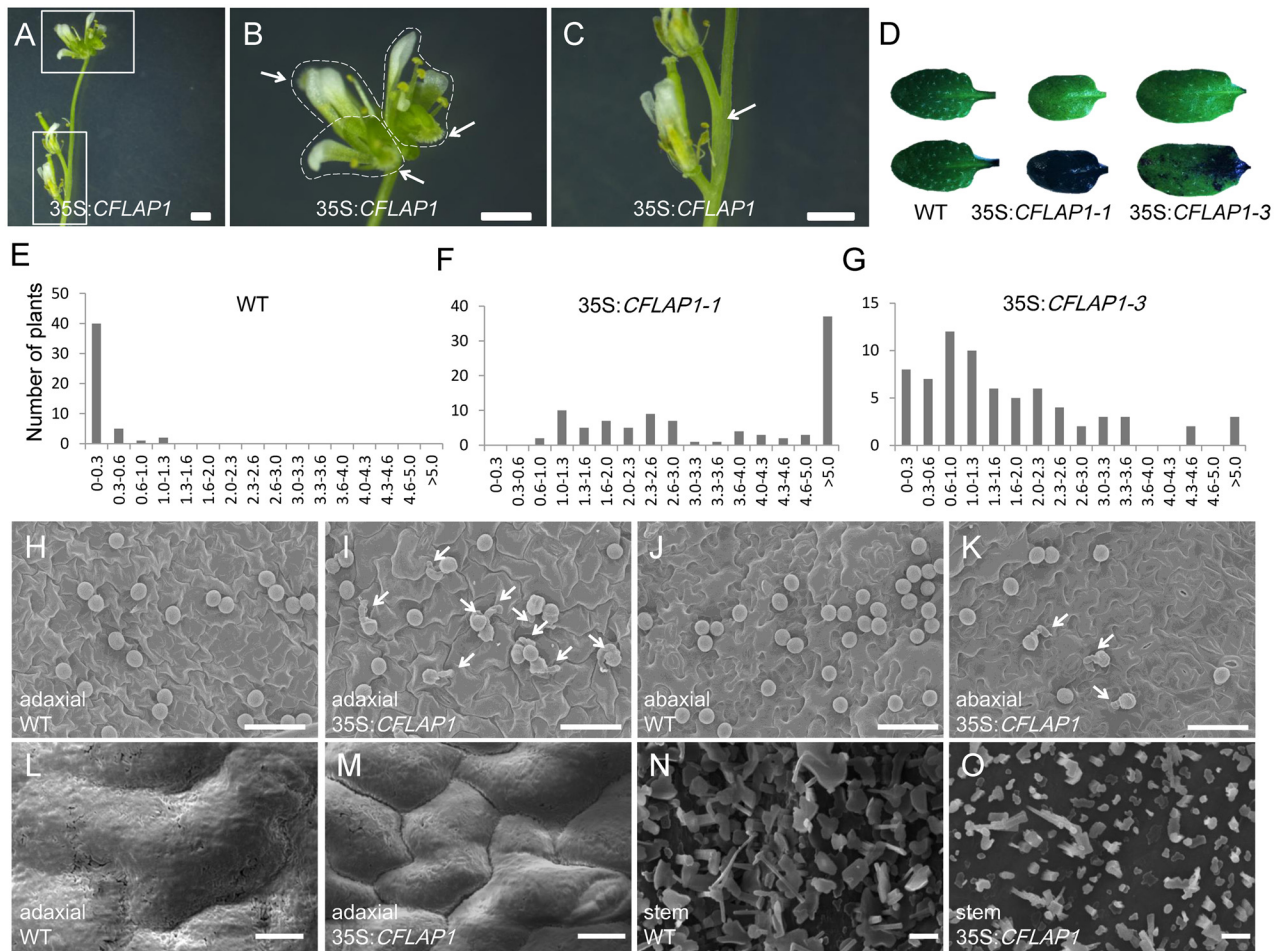 A
35S:CFLAP1
B
35S:CFLAP1
C
35S:CFLAP1
D
WT 35S:CFLAP1-1 35S:CFLAP1-3
E
WT
Number of plants
50
40
30
20
10
0
0-0.3 0.3-0.6 0.6-1.0 1.0-1.3 1.3-1.6 1.6-2.0 2.0-2.3 2.3-2.6 2.6-3.0 3.0-3.3 3.3-3.6 3.6-4.0 4.0-4.3 4.3-4.6 4.6-5.0 >5.0
F
35S:CFLAP1-1
40
30
20
10
0
0-0.3 0.3-0.6 0.6-1.0 1.0-1.3 1.3-1.6 1.6-2.0 2.0-2.3 2.3-2.6 2.6-3.0 3.0-3.3 3.3-3.6 3.6-4.0 4.0-4.3 4.3-4.6 4.6-5.0 >5.0
G
35S:CFLAP1-3
15
10
5
0
0-0.3 0.3-0.6 0.6-1.0 1.0-1.3 1.3-1.6 1.6-2.0 2.0-2.3 2.3-2.6 2.6-3.0 3.0-3.3 3.3-3.6 3.6-4.0 4.0-4.3 4.3-4.6 4.6-5.0 >5.0
H
adaxial
WT
I
adaxial
35S:CFLAP1
J
abaxial
WT
K
abaxial
35S:CFLAP1
L
adaxial
WT
M
adaxial
35S:CFLAP1
N
stem
WT
O
stem
35S:CFLAP1